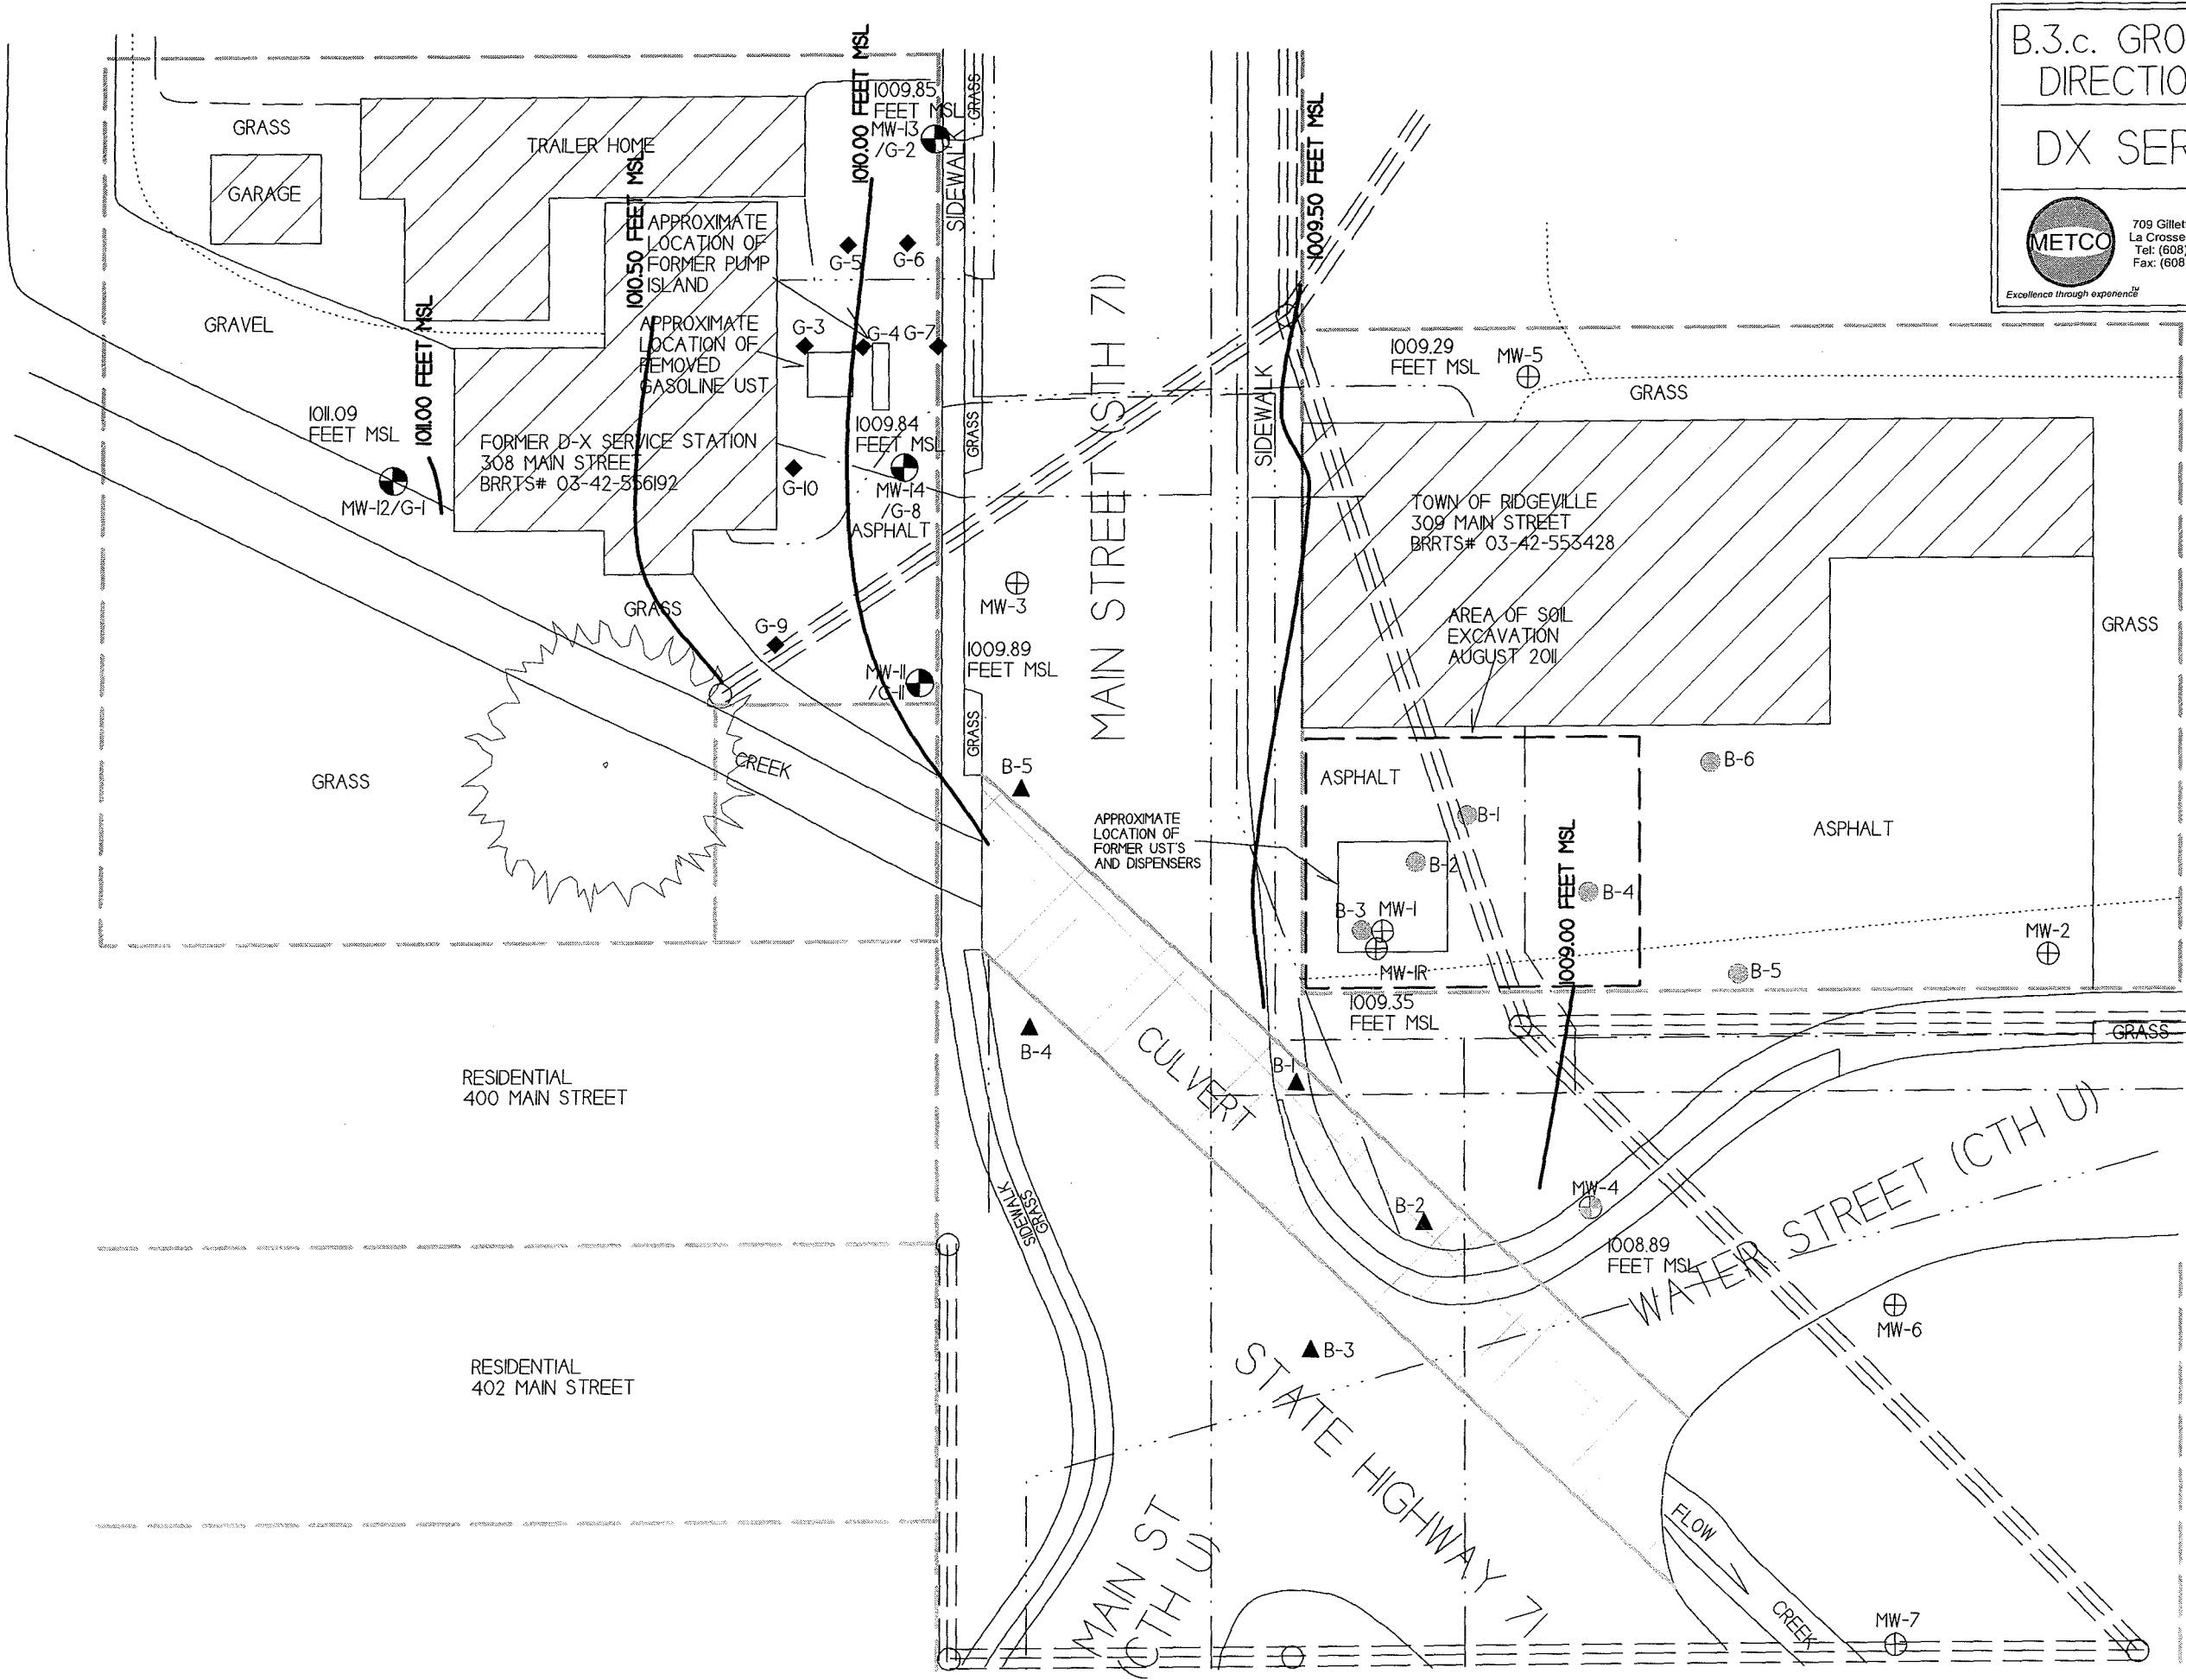 B.3.c. GRO
DIRECTIO
DX SER
METCO
709 Gillet
La Crosse
Tel: (608)
Fax: (608
Excellence through experience™
GRASS
GARAGE
TRAILER HOME
1010.00 FEET MSL
1009.85
FEET MSL
MW-13
/G-2
GRASS
SIDEWALK
1010.50 FEET MSL
APPROXIMATE
LOCATION OF
FORMER PUMP
ISLAND
G-5
G-6
1009.50 FEET MSL
GRAVEL
1011.00 FEET MSL
APPROXIMATE
LOCATION OF
REMOVED
GASOLINE UST
G-3
G-4
G-7
MAIN STREET (STH 71)
SIDEWALK
1009.29
FEET MSL
MW-5
GRASS
1011.09
FEET MSL
MW-12/G-1
FORMER D-X SERVICE STATION
308 MAIN STREET
BRRTS# 03-42-556192
G-10
1009.84
FEET MSL
MW-14
/G-8
ASPHALT
GRASS
TOWN OF RIDGEVILLE
309 MAIN STREET
BRRTS# 03-42-553428
MW-3
GRASS
G-9
AREA OF SOIL
EXCAVATION
AUGUST 2011
GRASS
MW-11
/G-11
1009.89
FEET MSL
GRASS
CREEK
GRASS
B-5
ASPHALT
B-6
APPROXIMATE
LOCATION OF
FORMER UST'S
AND DISPENSERS
B-1
B-2
B-4
ASPHALT
1009.00 FEET MSL
B-3
MW-1
MW-1R
B-5
MW-2
1009.35
FEET MSL
GRASS
B-4
CULVERT
B-1
RESIDENTIAL
400 MAIN STREET
SIDEWALK
GRASS
B-2
MW-4
1008.89
FEET MSL
WATER STREET (CTH U)
MW-6
B-3
RESIDENTIAL
402 MAIN STREET
STATE HIGHWAY 71
MAIN ST
(CTH U)
FLOW
CREEK
MW-7